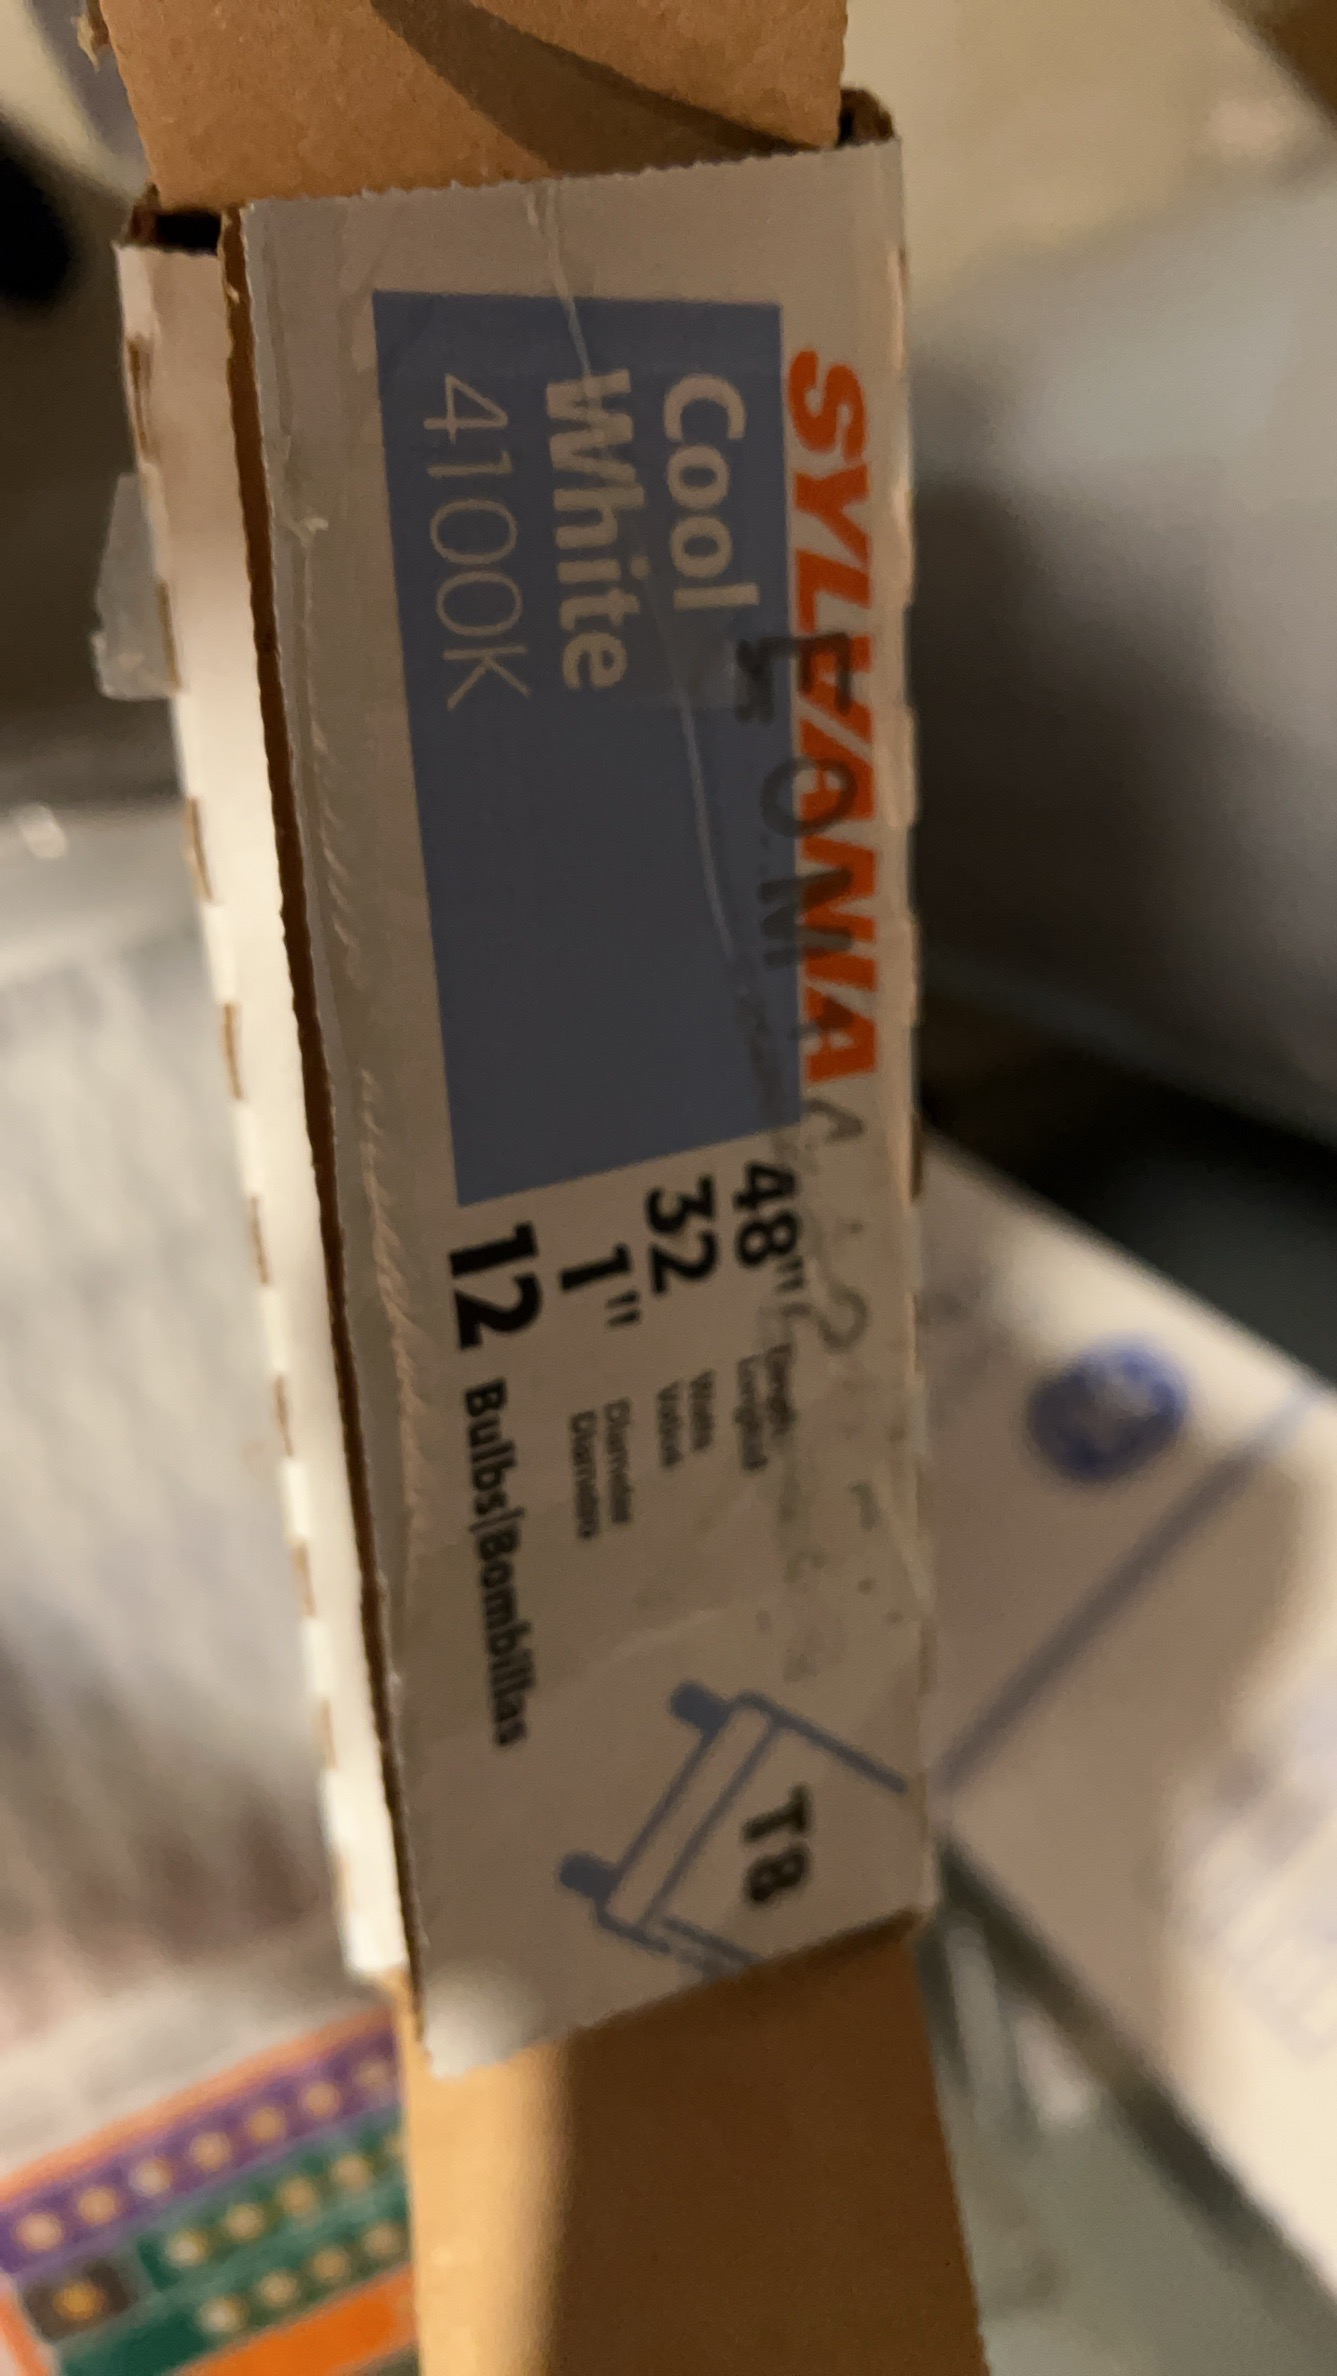 SYLVANIA
Cool
White
4100K
48" Length
Longitud
32 Watts
Vatios
1" Diameter
Diámetro
12 Bulbs|Bombillas
T8